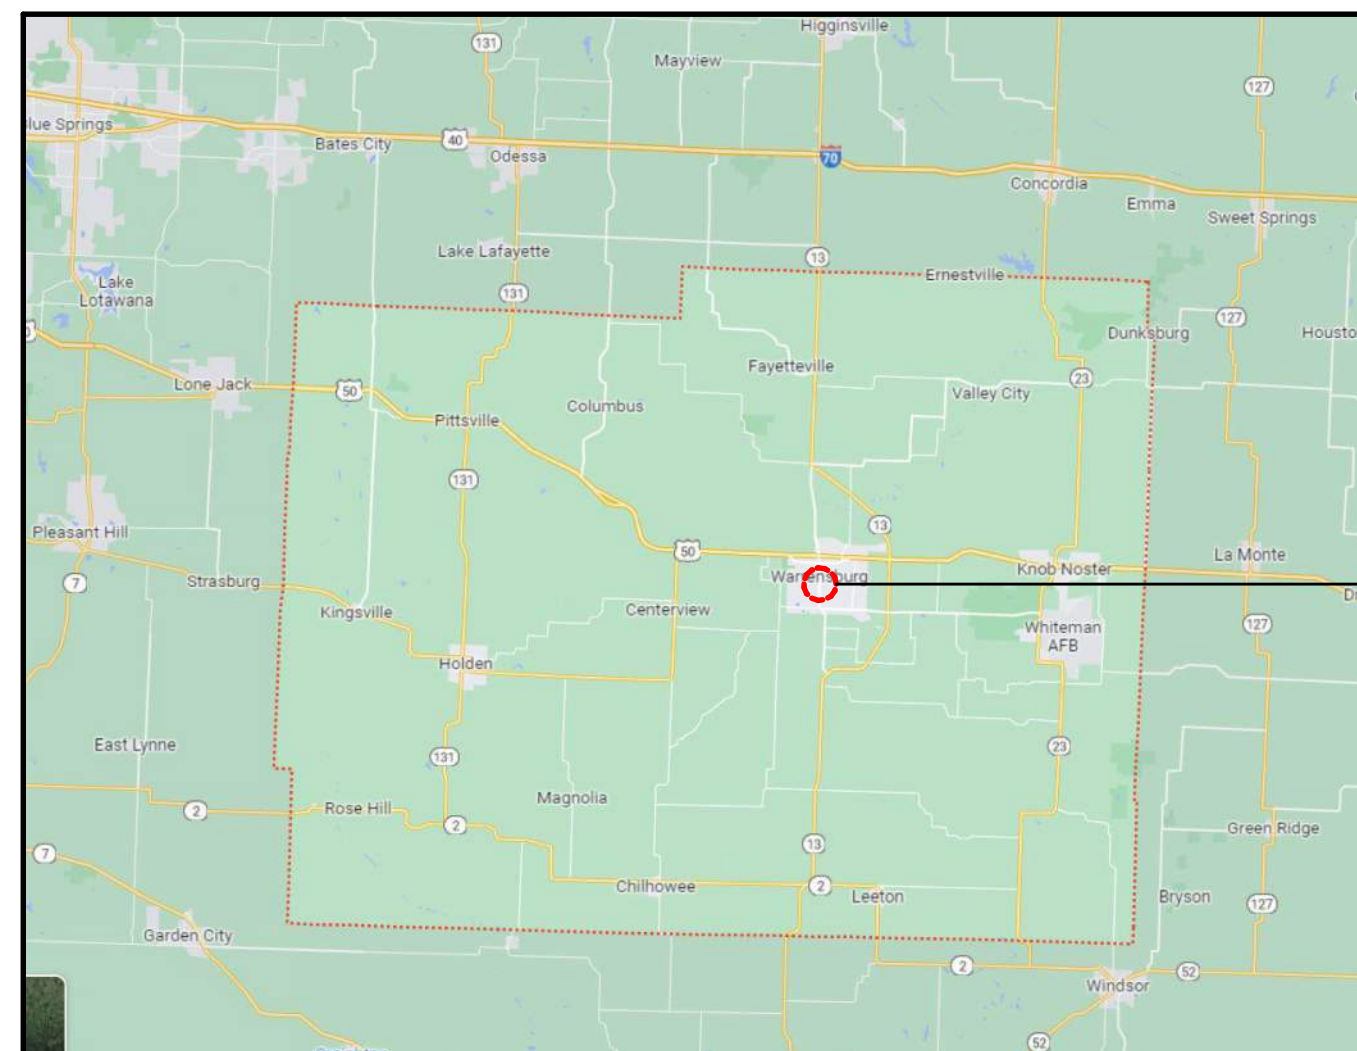 Higginsville
131
Mayview
127
lue Springs
40
Bates City
Odessa
70
Concordia
Emma
Sweet Springs
Lake Lafayette
13
Ernestville
Lake
Lotawana
131
127
Dunksburg
Housto
Fayetteville
Lone Jack
50
23
Valley City
Columbus
Pittsville
131
13
Pleasant Hill
50
La Monte
Knob Noster
7
Strasburg
Warrensburg
Kingsville
Centerview
127
Whiteman
AFB
Holden
East Lynne
131
23
Magnolia
2
Rose Hill
2
Green Ridge
13
7
Chilhowee
2
Leeton
Bryson
127
Garden City
2
52
Windsor
52